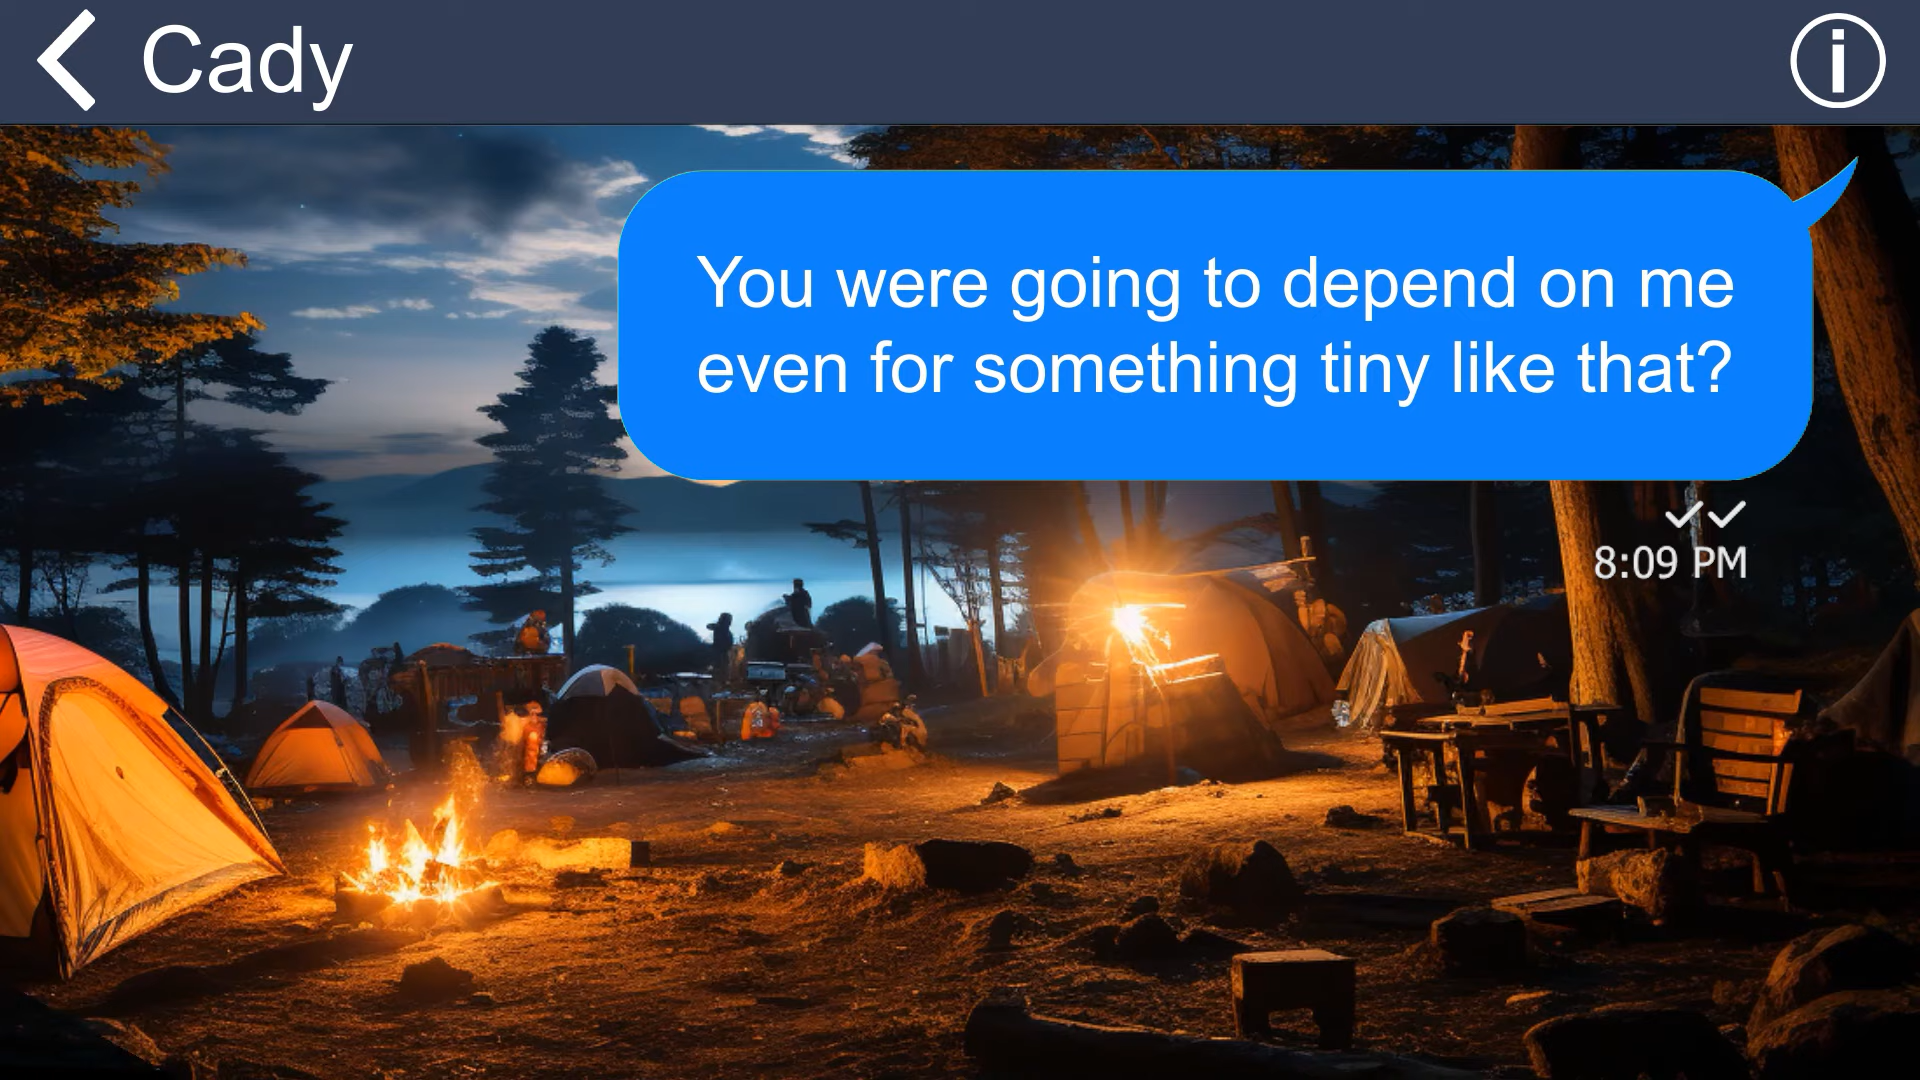 Cady
You were going to depend on me
even for something tiny like that?
8:09 PM